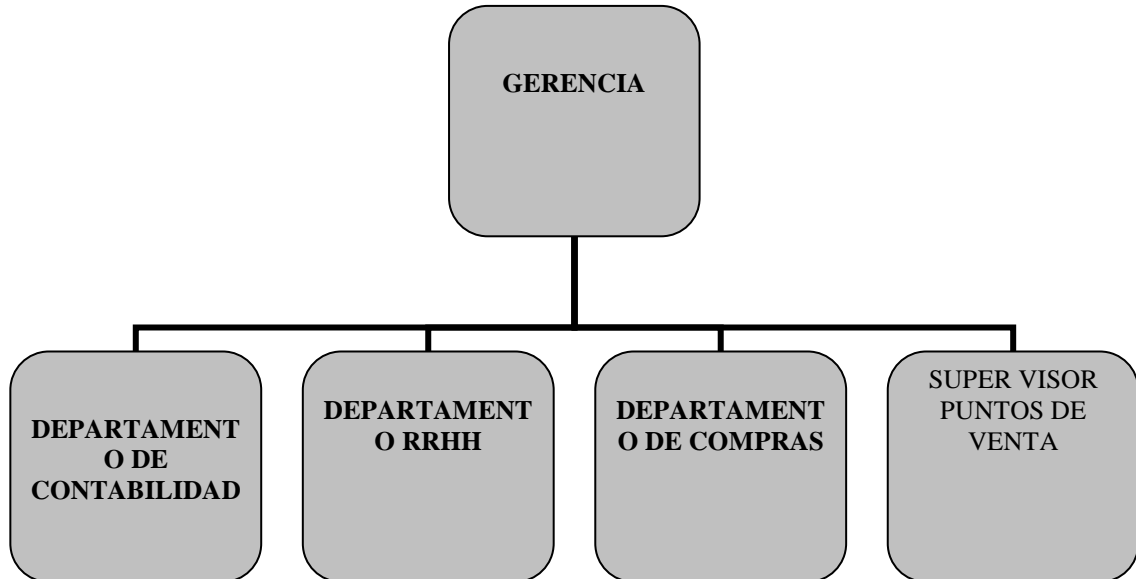 GERENCIA
DEPARTAMENT
O DE
CONTABILIDAD
DEPARTAMENT
O RRHH
DEPARTAMENT
O DE COMPRAS
SUPER VISOR
PUNTOS DE
VENTA